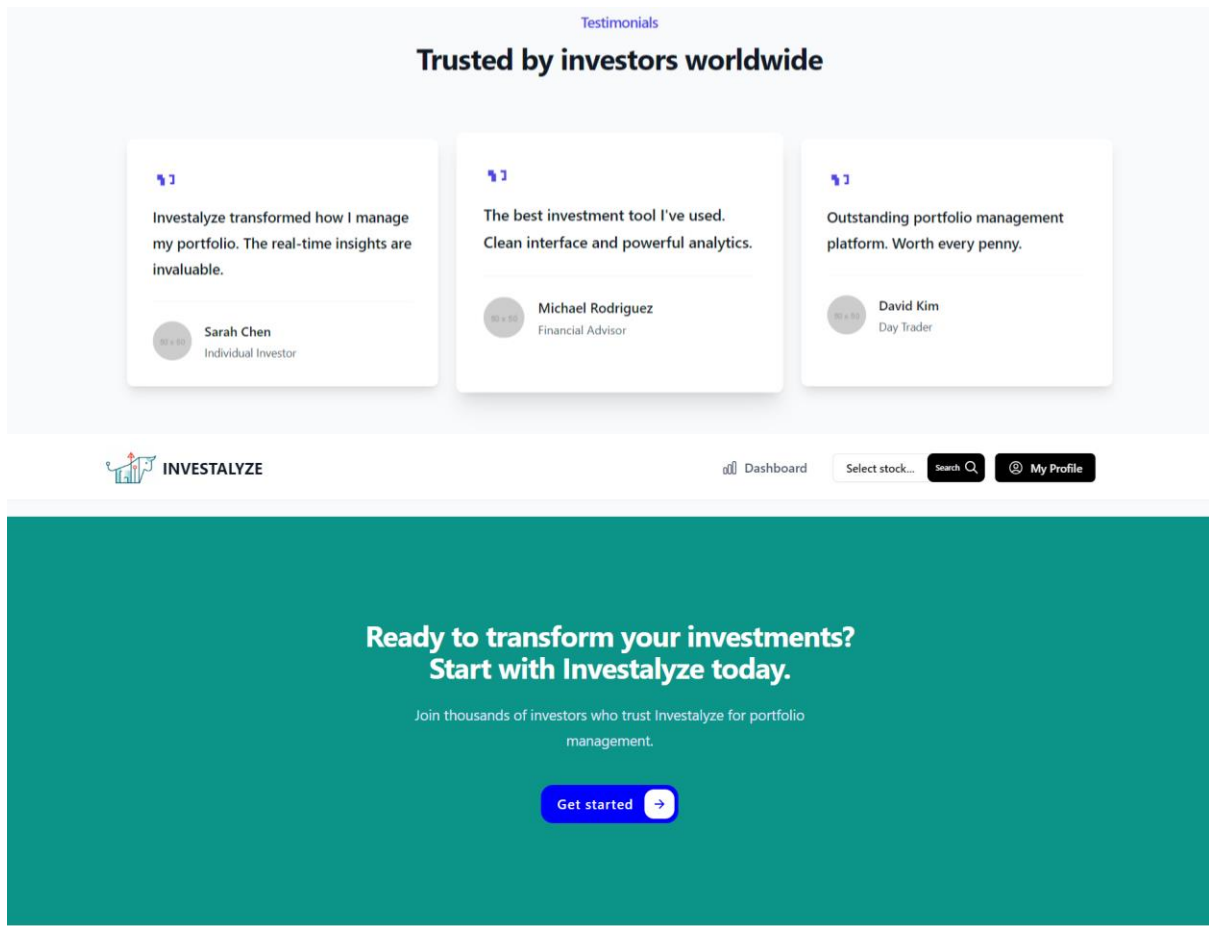 Testimonials
Trusted by investors worldwide
Investalyze transformed how I manage
my portfolio. The real-time insights are
invaluable.
Sarah Chen
Individual Investor
The best investment tool I've used.
Clean interface and powerful analytics.
Michael Rodriguez
Financial Advisor
Outstanding portfolio management
platform. Worth every penny.
David Kim
Day Trader
INVESTALYZE
Dashboard
Select stock...
Search
My Profile
Ready to transform your investments?
Start with Investalyze today.
Join thousands of investors who trust Investalyze for portfolio
management.
Get started